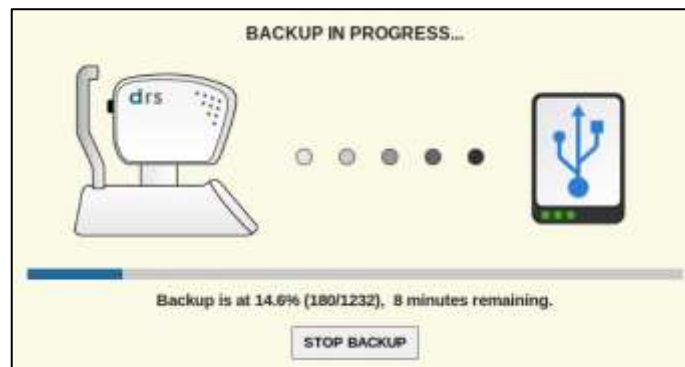 BACKUP IN PROGRESS...
drs
Backup is at 14.6% (180/1232), 8 minutes remaining.
STOP BACKUP